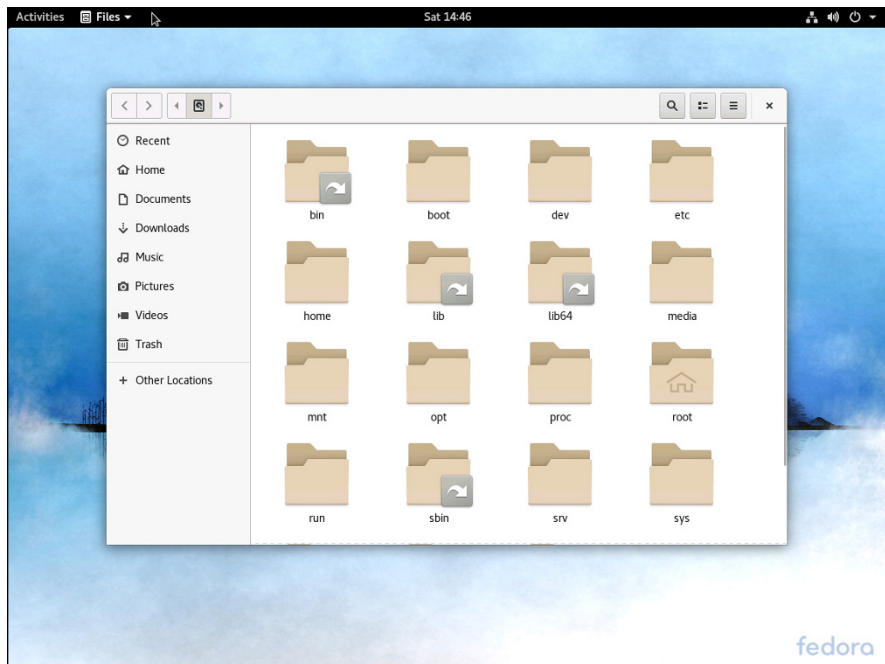 Activities Files Sat 14:46
Recent
Home
Documents
Downloads
Music
Pictures
Videos
Trash
Other Locations
bin boot dev etc
home lib lib64 media
mnt opt proc root
run sbin srv sys
fedora